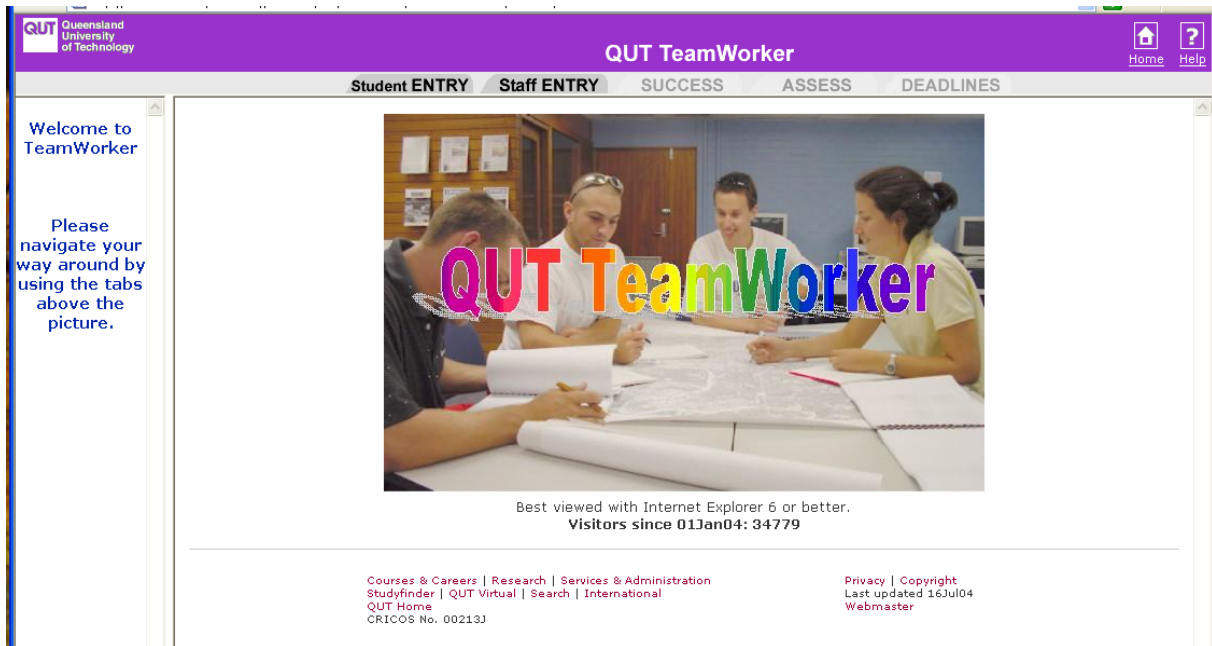 QUT Queensland
University
of Technology
QUT TeamWorker
Home Help
Student ENTRY Staff ENTRY SUCCESS ASSESS DEADLINES
Welcome to
TeamWorker
Please
navigate your
way around by
using the tabs
above the
picture.
QUT TeamWorker
Best viewed with Internet Explorer 6 or better.
Visitors since 01Jan04: 34779
Courses & Careers | Research | Services & Administration
Studyfinder | QUT Virtual | Search | International
QUT Home
CRICOS No. 00213J
Privacy | Copyright
Last updated 16Jul04
Webmaster